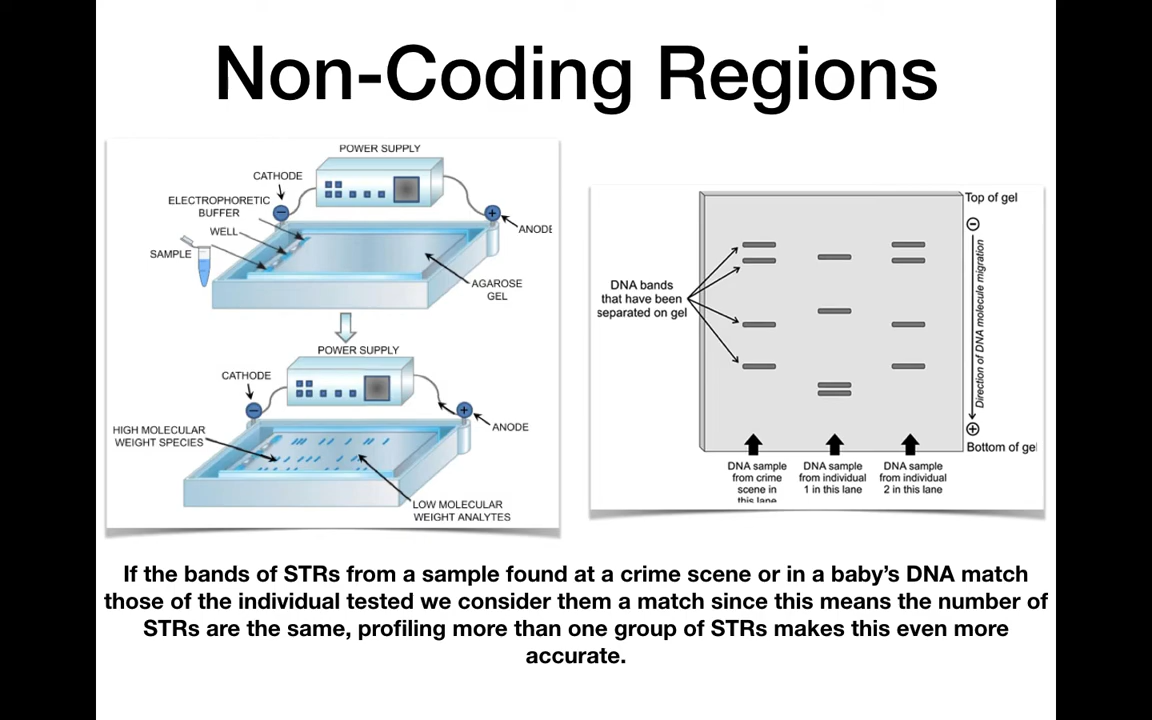 Non-Coding Regions
POWER SUPPLY
CATHODE
ELECTROPHORETIC
BUFFER
WELL
SAMPLE
−
+
ANODE
AGAROSE
GEL
POWER SUPPLY
CATHODE
−
+
ANODE
HIGH MOLECULAR
WEIGHT SPECIES
LOW MOLECULAR
WEIGHT ANALYTES
Top of gel
−
DNA bands
that have been
separated on gel
Direction of DNA molecule migration
+
Bottom of gel
DNA sample
from crime
scene in
this lane
DNA sample
from individual
1 in this lane
DNA sample
from individual
2 in this lane
If the bands of STRs from a sample found at a crime scene or in a baby’s DNA match
those of the individual tested we consider them a match since this means the number of
STRs are the same, profiling more than one group of STRs makes this even more
accurate.